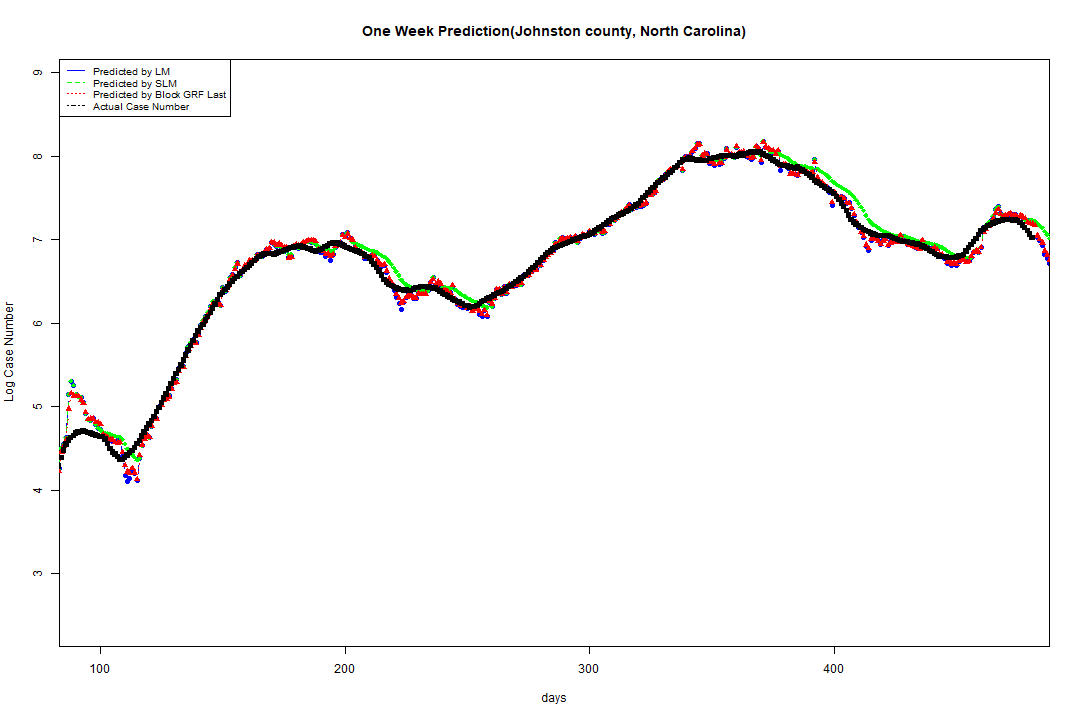 One Week Prediction(Johnston county, North Carolina)
Predicted by LM
Predicted by SLM
Predicted by Block GRF Last
Actual Case Number
9
8
7
6
5
4
3
Log Case Number
100 200 300 400
days